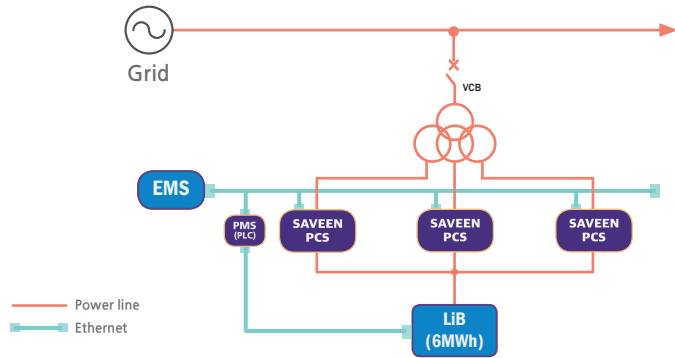 Grid
VCB
EMS
PMS
(PLC)
SAVEEN
PCS
SAVEEN
PCS
SAVEEN
PCS
Power line
Ethernet
LiB
(6MWh)